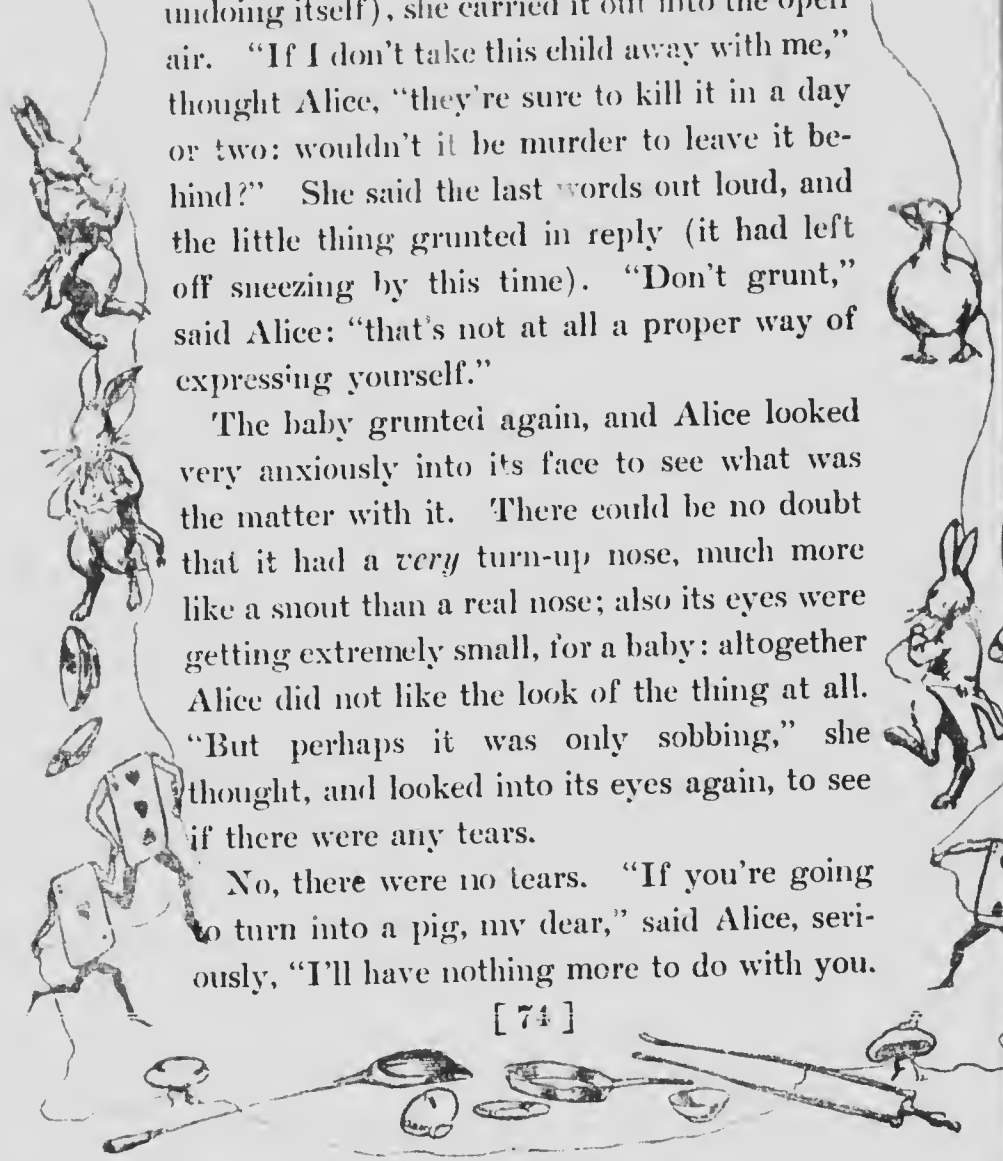 undoing itself), she carried it out into the open
air. "If I don't take this child away with me,"
thought Alice, "they're sure to kill it in a day
or two: wouldn't it be murder to leave it be-
hind?" She said the last words out loud, and
the little thing grunted in reply (it had left
off sneezing by this time). "Don't grunt,"
said Alice: "that's not at all a proper way of
expressing yourself."
The baby grunted again, and Alice looked
very anxiously into its face to see what was
the matter with it. There could be no doubt
that it had a very turn-up nose, much more
like a snout than a real nose; also its eyes were
getting extremely small, for a baby: altogether
Alice did not like the look of the thing at all.
"But perhaps it was only sobbing," she
thought, and looked into its eyes again, to see
if there were any tears.
No, there were no tears. "If you're going
to turn into a pig, my dear," said Alice, seri-
ously, "I'll have nothing more to do with you.
[ 74 ]